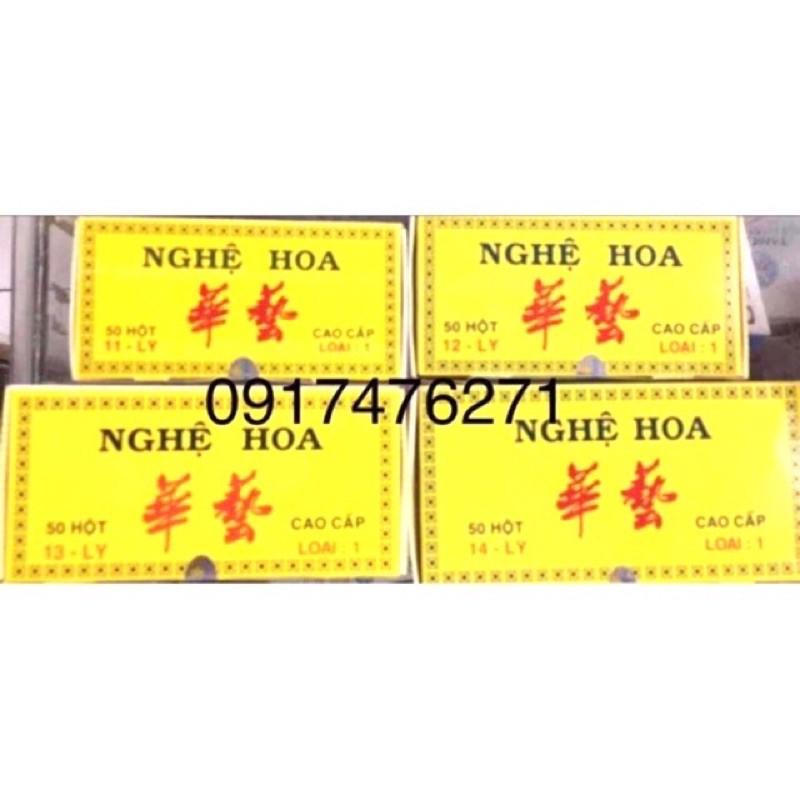 NGHỆ HOA
華藝
50 HỘT
11 - LY
CAO CẤP
LOẠI : 1
NGHỆ HOA
華藝
50 HỘT
12 - LY
CAO CẤP
LOẠI : 1
0917476271
NGHỆ HOA
華藝
50 HỘT
13 - LY
CAO CẤP
LOẠI : 1
NGHỆ HOA
華藝
50 HỘT
14 - LY
CAO CẤP
LOẠI : 1